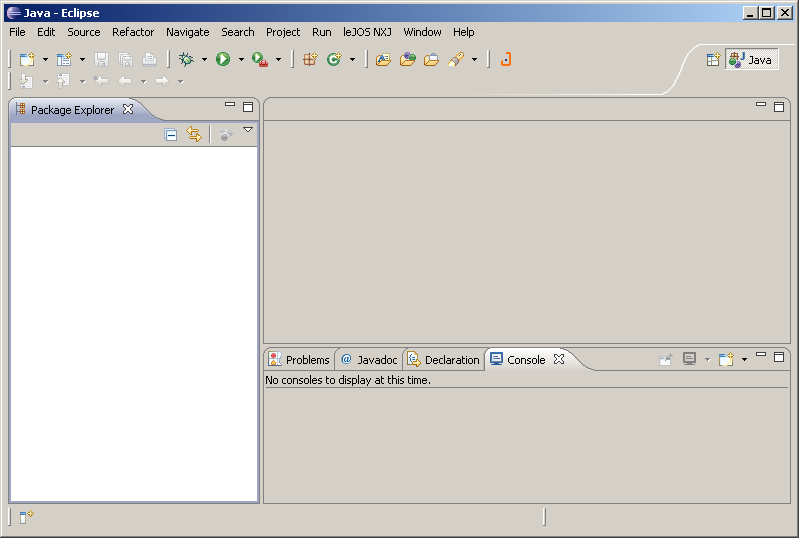 Java - Eclipse
File Edit Source Refactor Navigate Search Project Run leJOS NXJ Window Help
Java
Package Explorer
Problems Javadoc Declaration Console
No consoles to display at this time.